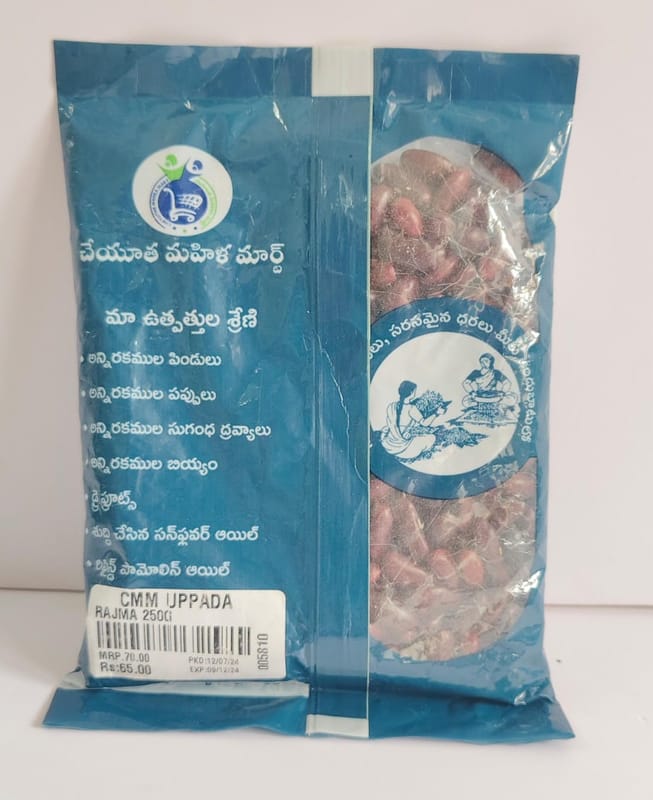 చేయూత మహిళ మార్ట్
మా ఉత్పత్తుల శ్రేణి
• అన్నిరకముల పిండులు
• అన్నిరకముల పప్పులు
• అన్నిరకముల సుగంధ ద్రవ్యాలు
• అన్నిరకముల బియ్యం
• డ్రైఫ్రూట్స్
• శుద్ధి చేసిన సన్‌ఫ్లవర్ ఆయిల్
• రిఫైన్డ్ పామోలిన్ ఆయిల్
సరసమైన ధరలు
CMM UPPADA
RAJMA 250G
MRP:70.00
Rs:65.00
PKD:12/07/24
EXP:09/12/24
005810